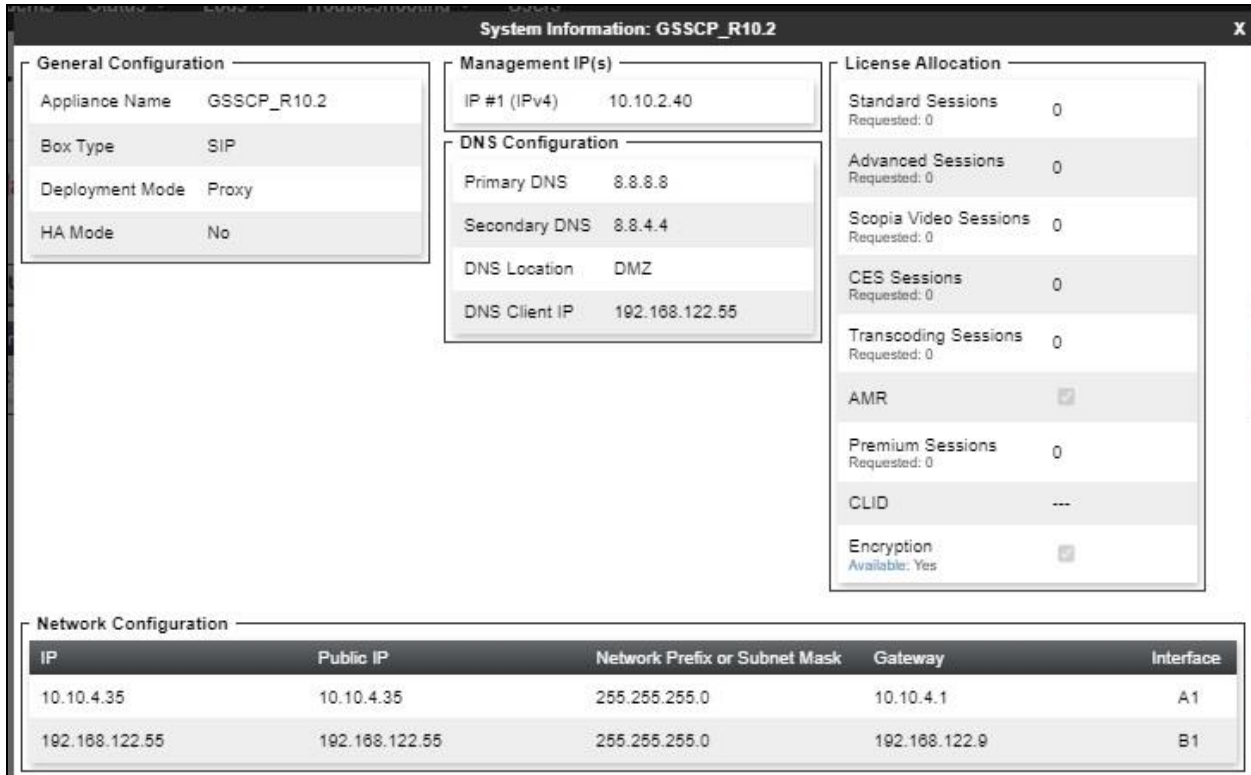 Status Logs Troubleshooting Users
System Information: GSSCP_R10.2 X
General Configuration
Appliance Name GSSCP_R10.2
Box Type SIP
Deployment Mode Proxy
HA Mode No
Management IP(s)
IP #1 (IPv4) 10.10.2.40
DNS Configuration
Primary DNS 8.8.8.8
Secondary DNS 8.8.4.4
DNS Location DMZ
DNS Client IP 192.168.122.55
License Allocation
Standard Sessions 0
Requested: 0
Advanced Sessions 0
Requested: 0
Scopia Video Sessions 0
Requested: 0
CES Sessions 0
Requested: 0
Transcoding Sessions 0
Requested: 0
AMR
Premium Sessions 0
Requested: 0
CLID ---
Encryption
Available: Yes
Network Configuration
IP Public IP Network Prefix or Subnet Mask Gateway Interface
10.10.4.35 10.10.4.35 255.255.255.0 10.10.4.1 A1
192.168.122.55 192.168.122.55 255.255.255.0 192.168.122.9 B1